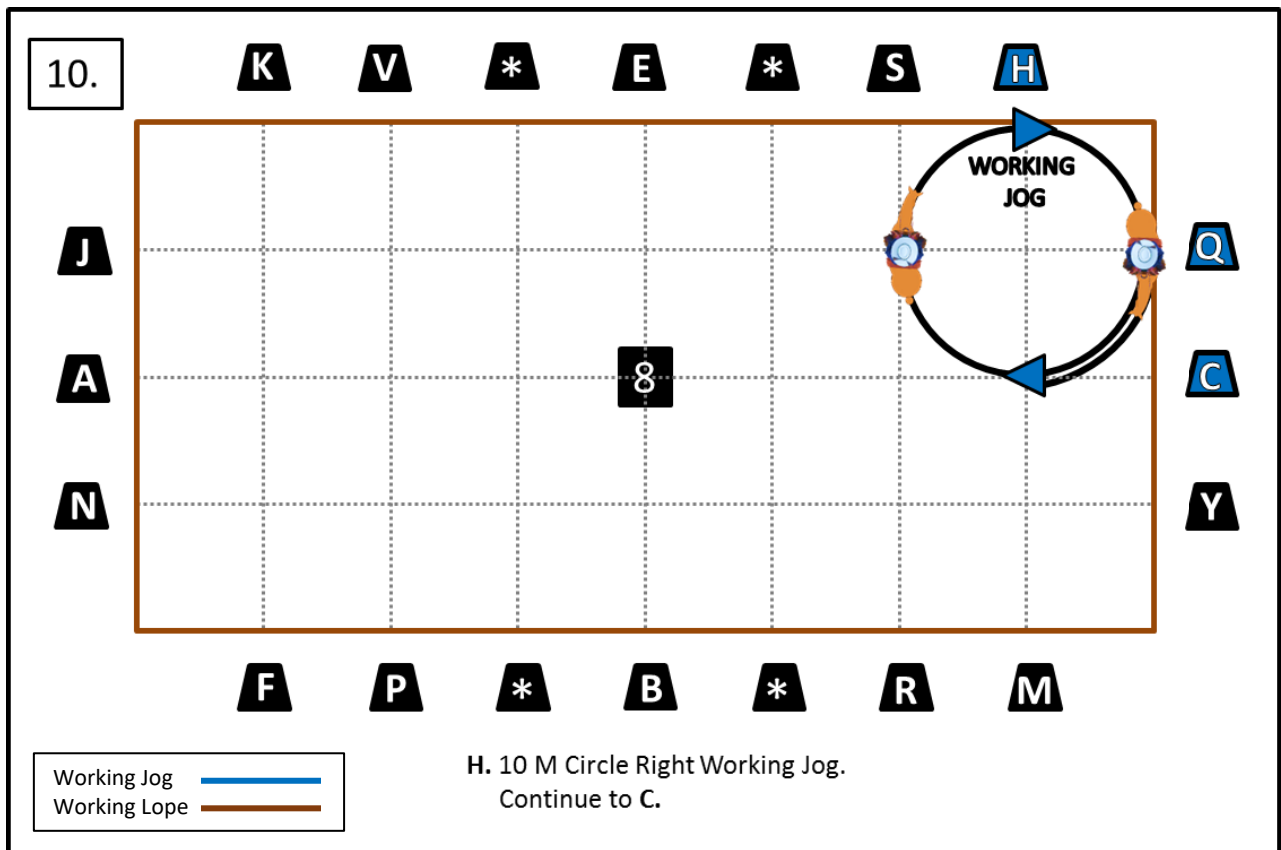 10.
K V * E * S H
WORKING
JOG
J Q
8
A C
N Y
F P * B * R M
Working Jog
Working Lope
H. 10 M Circle Right Working Jog.
Continue to C.